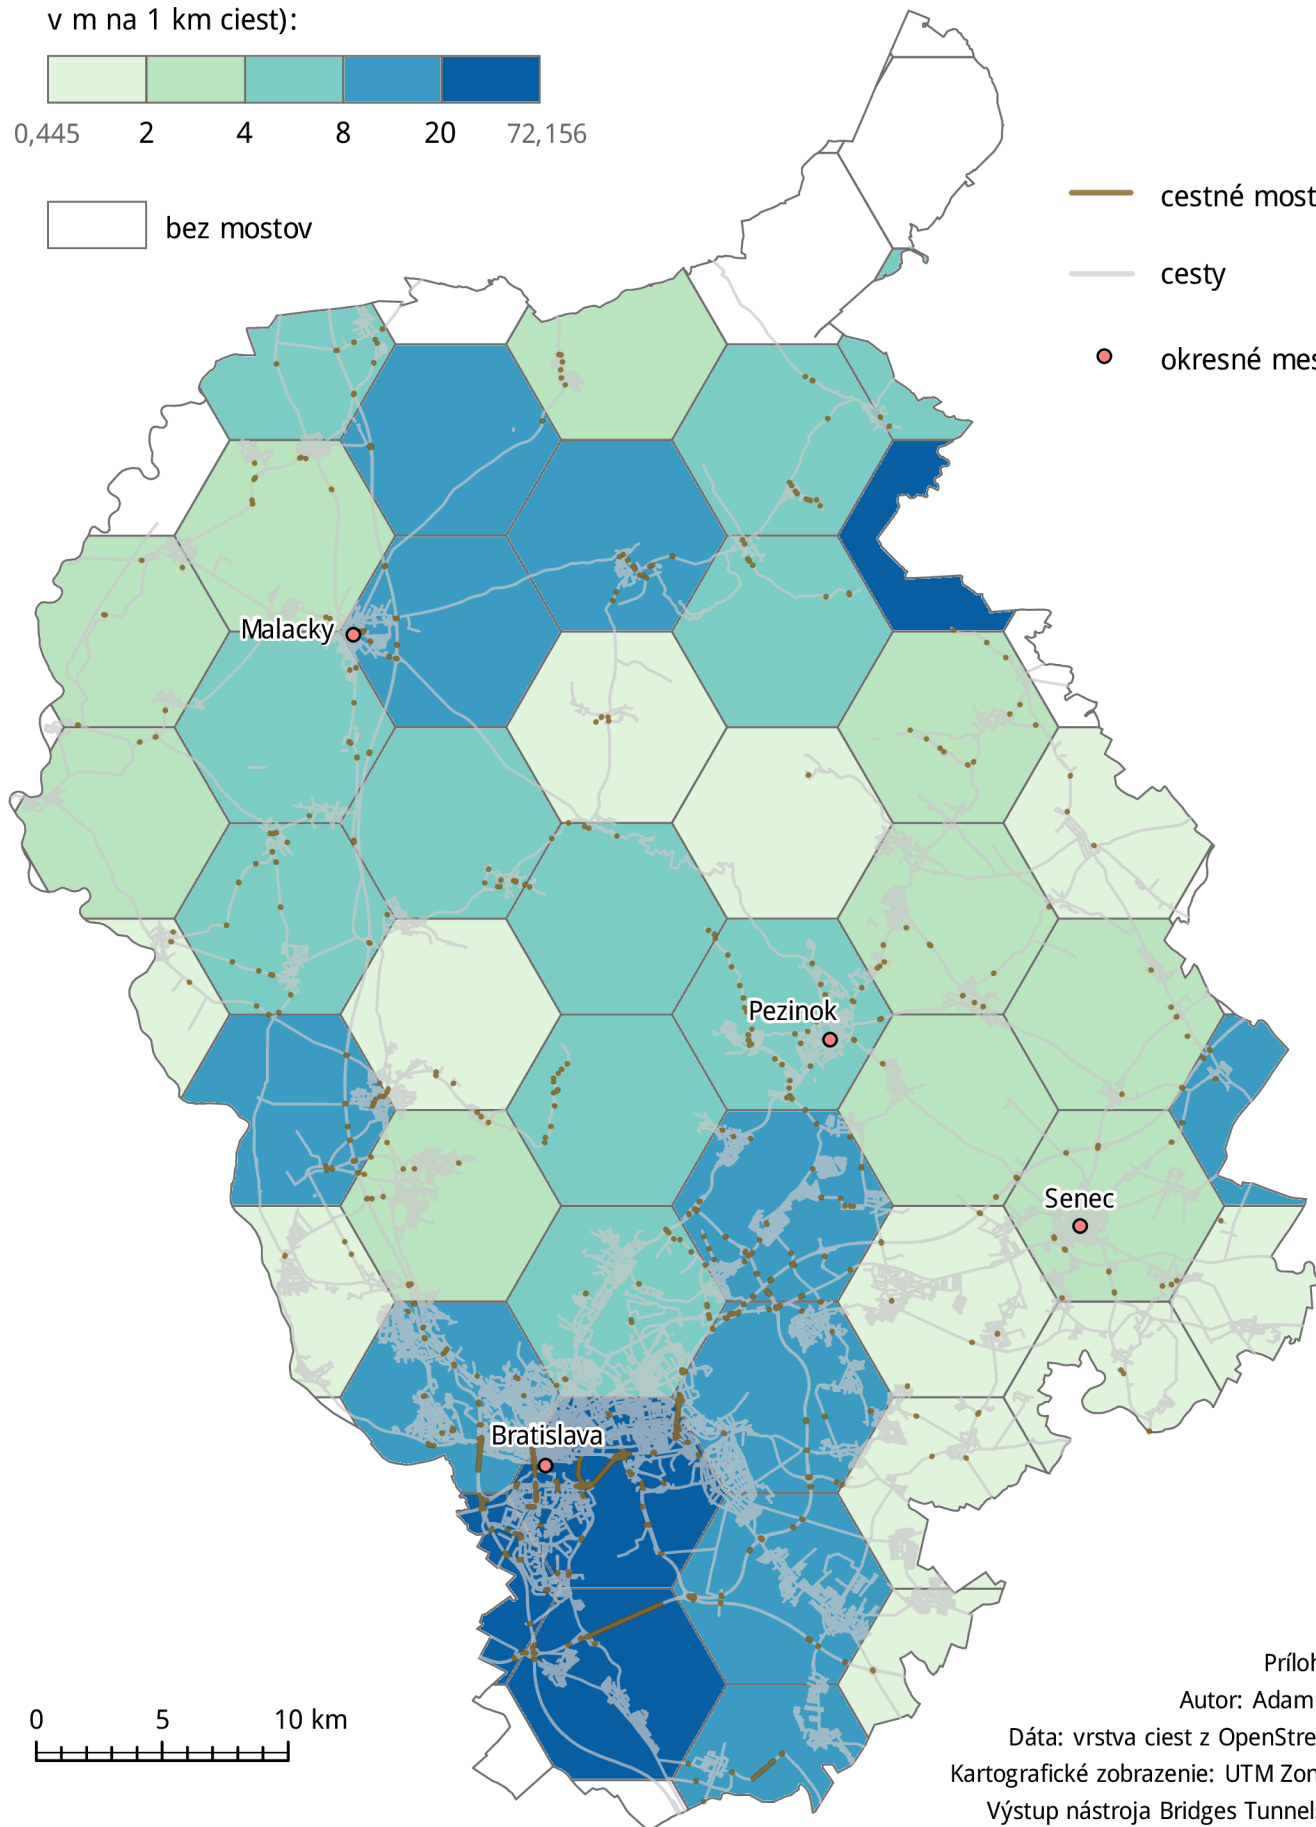 v m na 1 km ciest):
0,445 2 4 8 20 72,156
bez mostov
cestné most
cesty
okresné mes
Malacky
Pezinok
Senec
Bratislava
0 5 10 km
Príloh
Autor: Adam
Dáta: vrstva ciest z OpenStre
Kartografické zobrazenie: UTM Zon
Výstup nástroja Bridges Tunnel